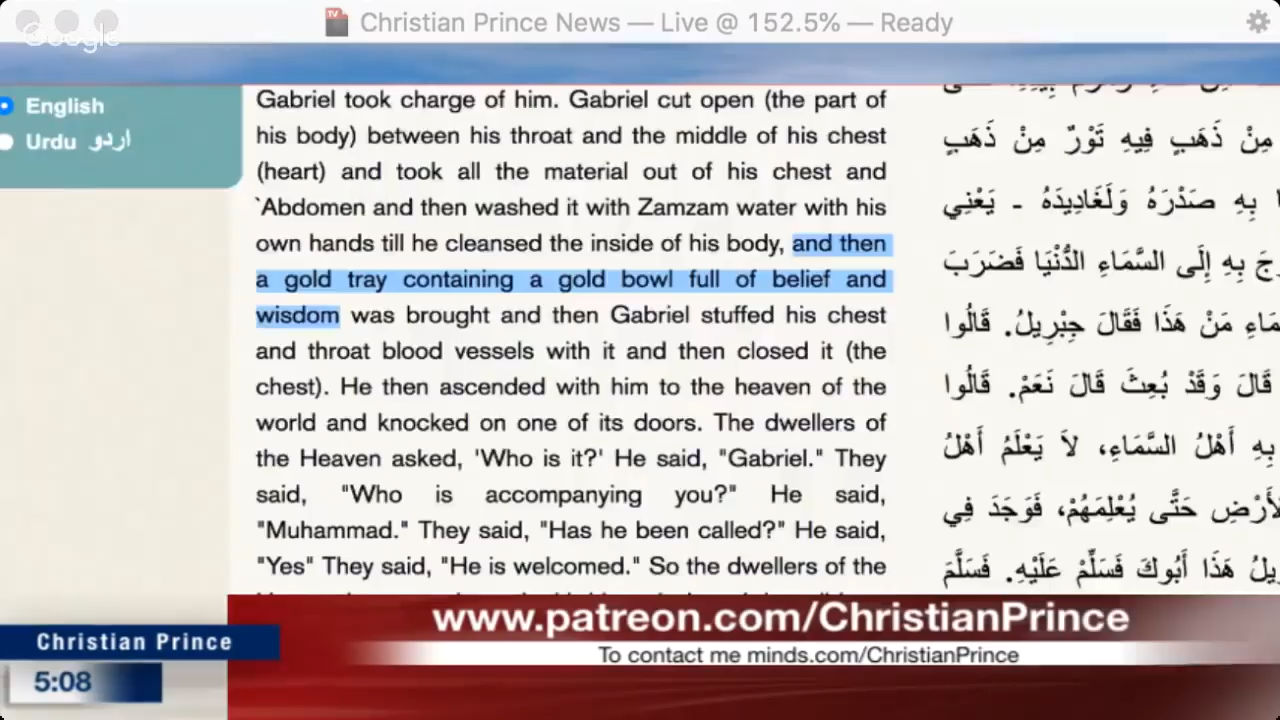 Google
Christian Prince News — Live @ 152.5% — Ready
English
Urdu اردو
Gabriel took charge of him. Gabriel cut open (the part of
his body) between his throat and the middle of his chest
(heart) and took all the material out of his chest and
`Abdomen and then washed it with Zamzam water with his
own hands till he cleansed the inside of his body, and then
a gold tray containing a gold bowl full of belief and
wisdom was brought and then Gabriel stuffed his chest
and throat blood vessels with it and then closed it (the
chest). He then ascended with him to the heaven of the
world and knocked on one of its doors. The dwellers of
the Heaven asked, 'Who is it?' He said, "Gabriel." They
said, "Who is accompanying you?" He said,
"Muhammad." They said, "Has he been called?" He said,
"Yes" They said, "He is welcomed." So the dwellers of the
مِنْ ذَهَبٍ فِيهِ تَوْرٌ مِنْ ذَهَبٍ
بِهِ صَدْرَهُ وَلَغَادِيدَهُ ـ يَعْنِي
بِهِ إِلَى السَّمَاءِ الدُّنْيَا فَضَرَبَ
مَنْ هَذَا فَقَالَ جِبْرِيلُ. قَالُوا
قَالَ وَقَدْ بُعِثَ قَالَ نَعَمْ. قَالُوا
بِهِ أَهْلُ السَّمَاءِ، لاَ يَعْلَمُ أَهْلُ
حَتَّى يُعْلِمَهُمْ، فَوَجَدَ فِي
هَذَا أَبُوكَ فَسَلِّمْ عَلَيْهِ. فَسَلَّمَ
www.patreon.com/ChristianPrince
To contact me minds.com/ChristianPrince
Christian Prince
5:08